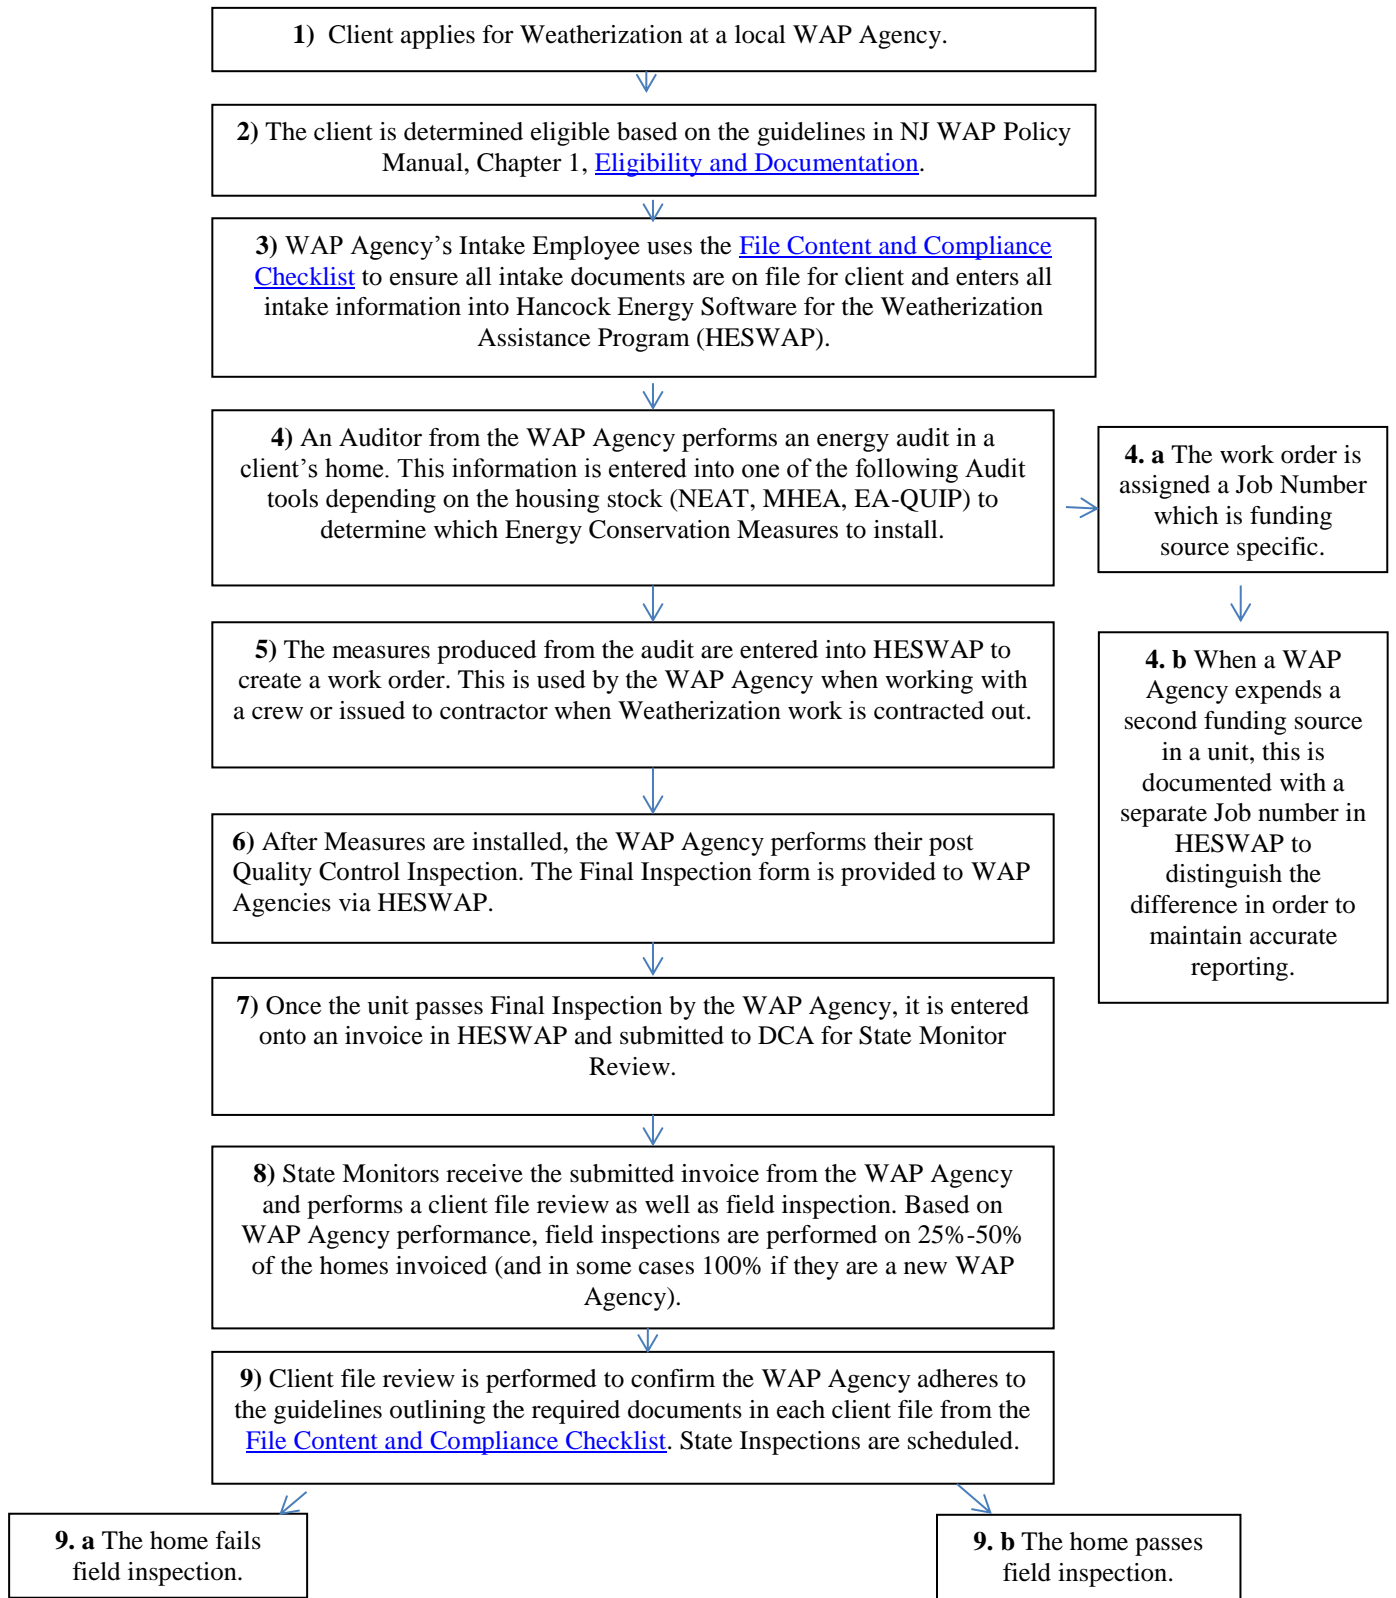 1) Client applies for Weatherization at a local WAP Agency.
2) The client is determined eligible based on the guidelines in NJ WAP Policy
Manual, Chapter 1, Eligibility and Documentation.
3) WAP Agency’s Intake Employee uses the File Content and Compliance
Checklist to ensure all intake documents are on file for client and enters all
intake information into Hancock Energy Software for the Weatherization
Assistance Program (HESWAP).
4) An Auditor from the WAP Agency performs an energy audit in a
client’s home. This information is entered into one of the following Audit
tools depending on the housing stock (NEAT, MHEA, EA-QUIP) to
determine which Energy Conservation Measures to install.
4. a The work order is
assigned a Job Number
which is funding
source specific.
4. b When a WAP
Agency expends a
second funding source
in a unit, this is
documented with a
separate Job number in
HESWAP to
distinguish the
difference in order to
maintain accurate
reporting.
5) The measures produced from the audit are entered into HESWAP to
create a work order. This is used by the WAP Agency when working with
a crew or issued to contractor when Weatherization work is contracted out.
6) After Measures are installed, the WAP Agency performs their post
Quality Control Inspection. The Final Inspection form is provided to WAP
Agencies via HESWAP.
7) Once the unit passes Final Inspection by the WAP Agency, it is entered
onto an invoice in HESWAP and submitted to DCA for State Monitor
Review.
8) State Monitors receive the submitted invoice from the WAP Agency
and performs a client file review as well as field inspection. Based on
WAP Agency performance, field inspections are performed on 25%-50%
of the homes invoiced (and in some cases 100% if they are a new WAP
Agency).
9) Client file review is performed to confirm the WAP Agency adheres to
the guidelines outlining the required documents in each client file from the
File Content and Compliance Checklist. State Inspections are scheduled.
9. a The home fails
field inspection.
9. b The home passes
field inspection.